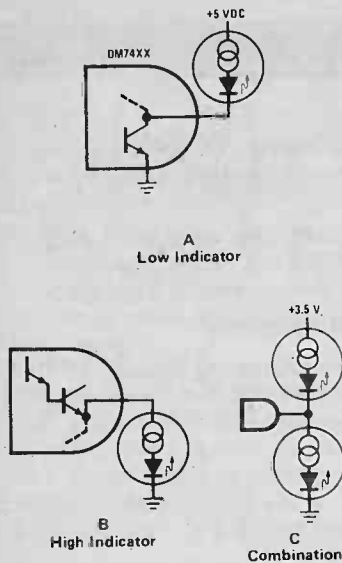 +5 VDC
DM74XX
A
Low Indicator
+3.5 V
B
High Indicator
C
Combination